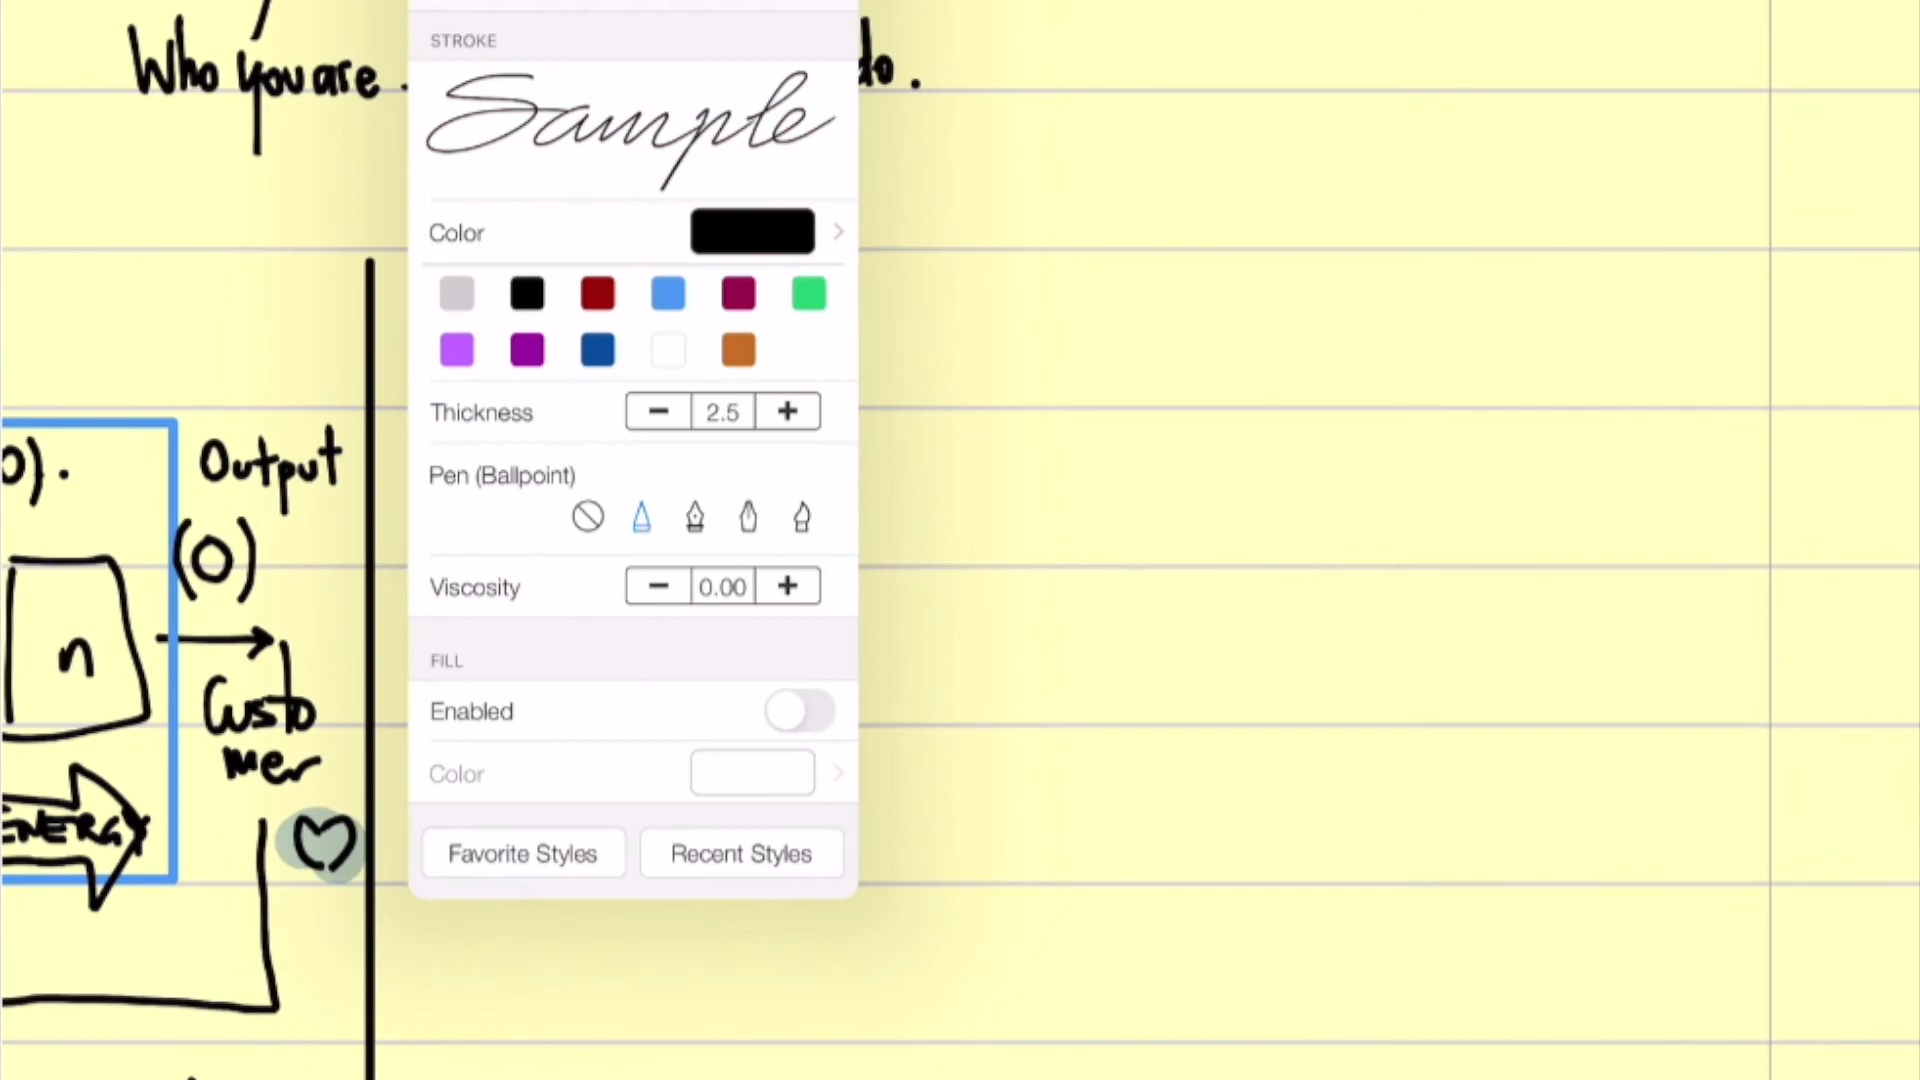 STROKE
Who you are .
do .
Sample
Color
Thickness
2.5
Output
O) .
Pen (Ballpoint)
(O)
Viscosity
0.00
n
FILL
Enabled
Custo
mer
Color
ENERGY
Favorite Styles
Recent Styles